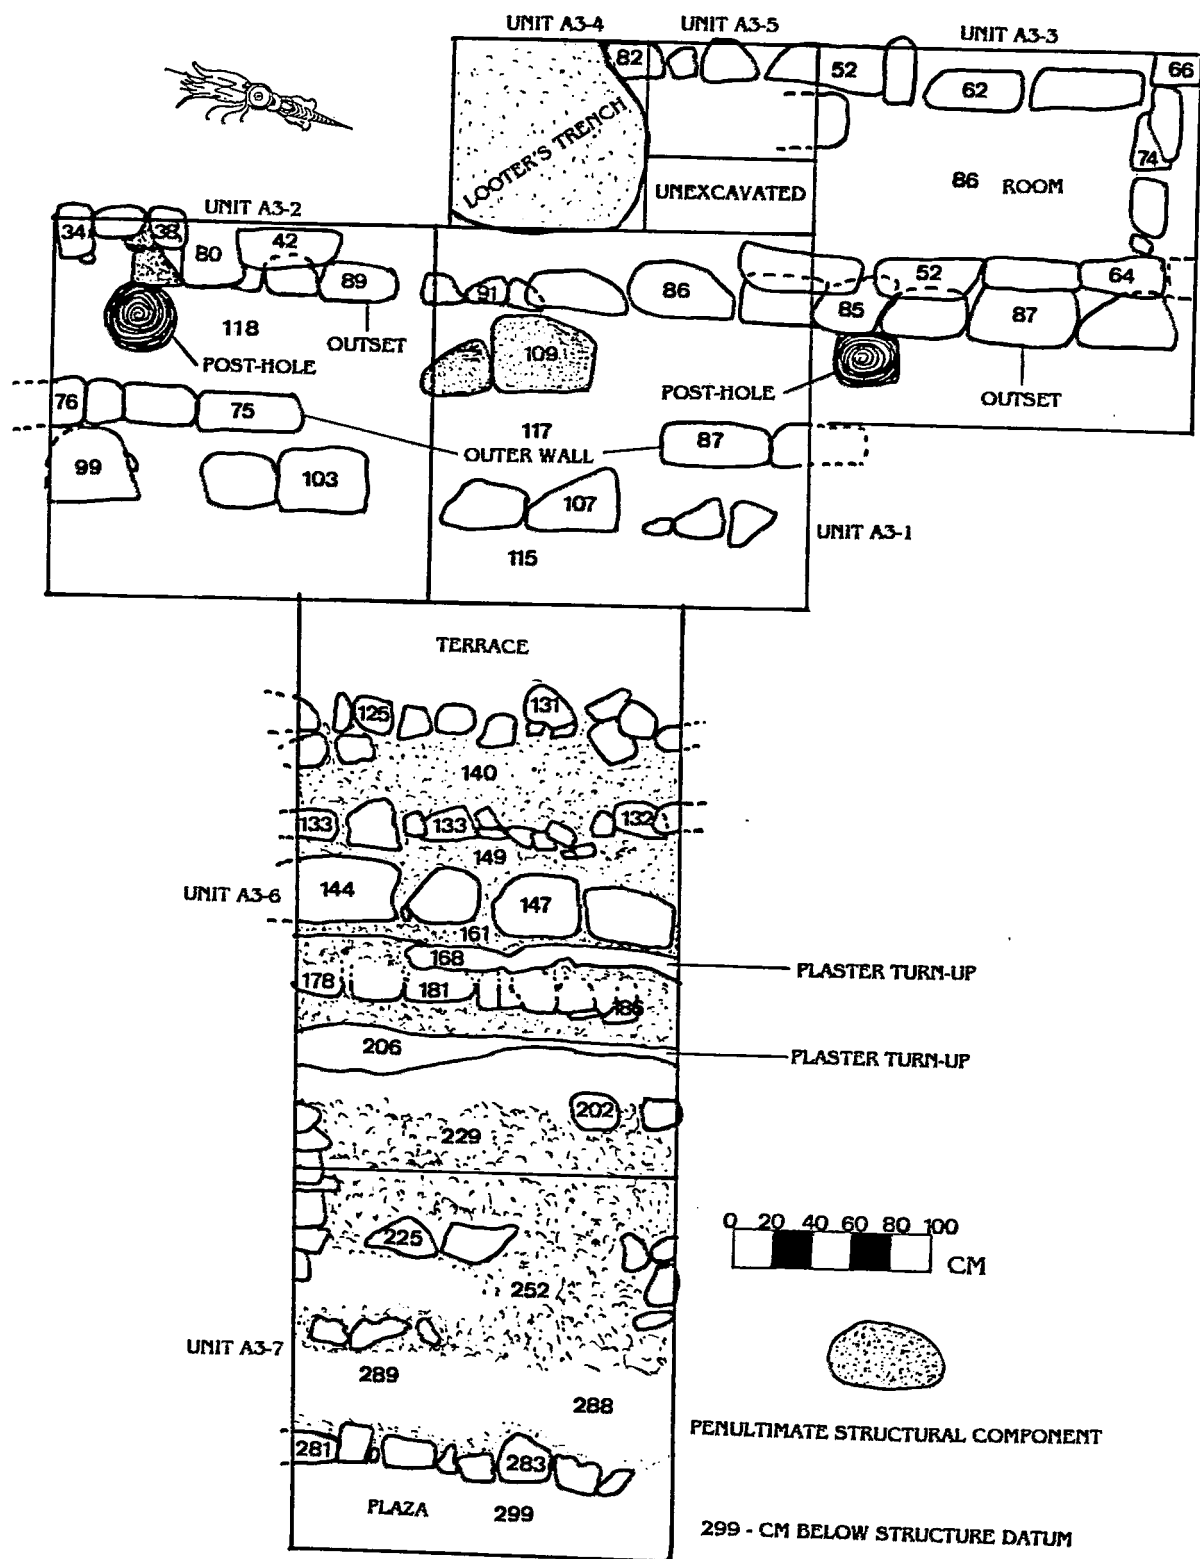 UNIT A3-4
UNIT A3-5
UNIT A3-3
82
52
62
66
LOOTER'S TRENCH
74
UNEXCAVATED
86 ROOM
UNIT A3-2
34
38
80
42
89
91
86
52
64
85
87
118
OUTSET
POST-HOLE
109
POST-HOLE
OUTSET
76
75
117
OUTER WALL
87
99
103
107
115
UNIT A3-1
TERRACE
125
131
140
133
133
132
149
UNIT A3-6
144
147
161
168
PLASTER TURN-UP
178
181
186
206
PLASTER TURN-UP
202
229
225
252
0 20 40 60 80 100
CM
UNIT A3-7
289
288
281
283
PLAZA
299
PENULTIMATE STRUCTURAL COMPONENT
299 - CM BELOW STRUCTURE DATUM